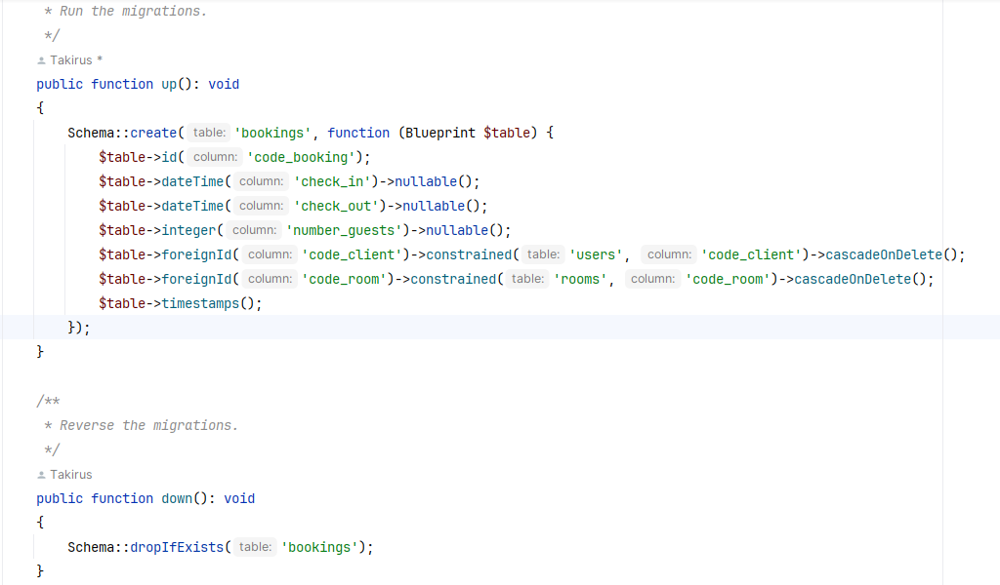 * Run the migrations.
*/
Takirus *
public function up(): void
{
Schema::create( table: 'bookings', function (Blueprint $table) {
$table->id( column: 'code_booking');
$table->dateTime( column: 'check_in')->nullable();
$table->dateTime( column: 'check_out')->nullable();
$table->integer( column: 'number_guests')->nullable();
$table->foreignId( column: 'code_client')->constrained( table: 'users', column: 'code_client')->cascadeOnDelete();
$table->foreignId( column: 'code_room')->constrained( table: 'rooms', column: 'code_room')->cascadeOnDelete();
$table->timestamps();
});
}
/**
* Reverse the migrations.
*/
Takirus
public function down(): void
{
Schema::dropIfExists( table: 'bookings');
}